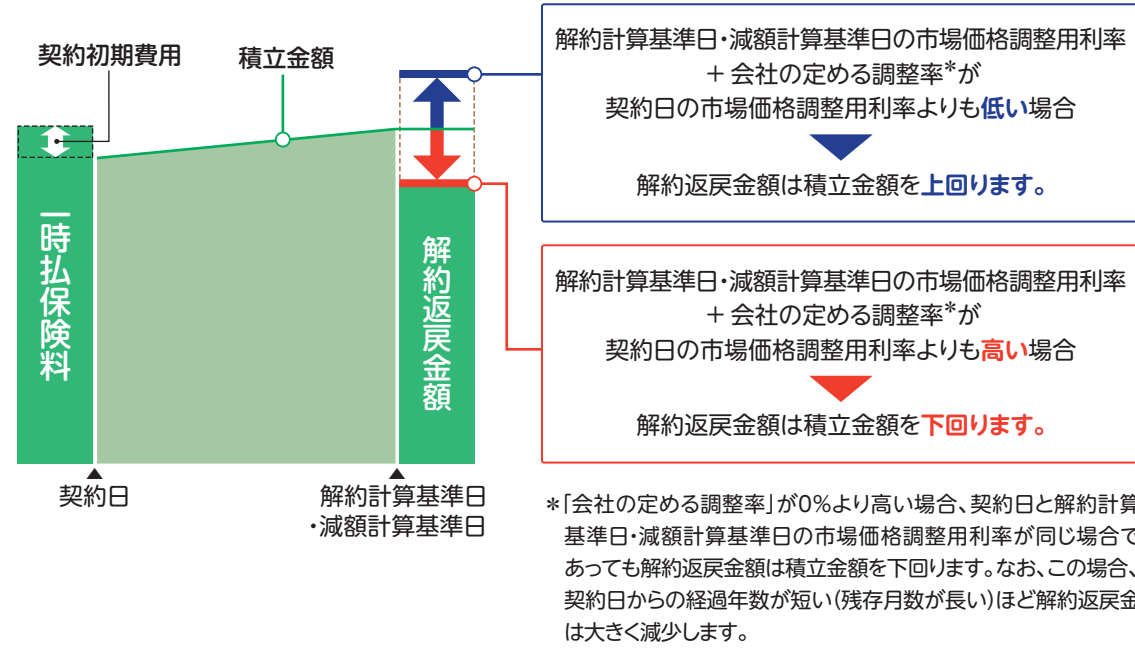 契約初期費用
積立金額
一時払保険料
解約返戻金額
契約日
解約計算基準日
・減額計算基準日
解約計算基準日・減額計算基準日の市場価格調整用利率
＋会社の定める調整率*が
契約日の市場価格調整用利率よりも低い場合
解約返戻金額は積立金額を上回ります。
解約計算基準日・減額計算基準日の市場価格調整用利率
＋会社の定める調整率*が
契約日の市場価格調整用利率よりも高い場合
解約返戻金額は積立金額を下回ります。
*「会社の定める調整率」が0%より高い場合、契約日と解約計算
基準日・減額計算基準日の市場価格調整用利率が同じ場合で
あっても解約返戻金額は積立金額を下回ります。なお、この場合、
契約日からの経過年数が短い（残存月数が長い）ほど解約返戻金
は大きく減少します。